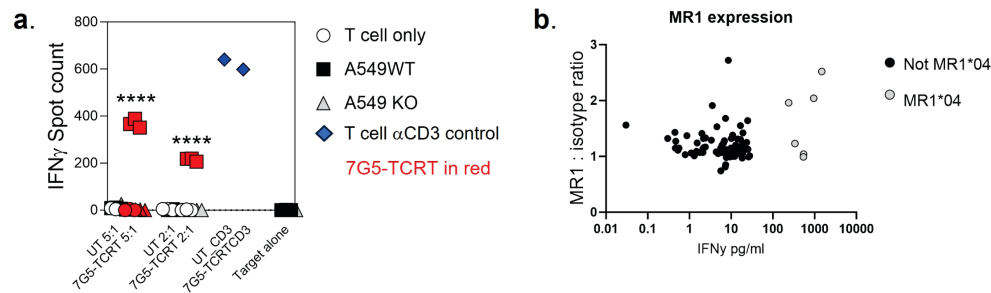 a.
IFNγ Spot count
800
600
400
200
0
****
****
UT 5:1
7G5-TCRT 5:1
UT 2:1
7G5-TCRT 2:1
UT_CD3
7G5-TCRTCD3
Target alone
T cell only
A549WT
A549 KO
T cell αCD3 control
7G5-TCRT in red
b.
MR1 expression
MR1 : isotype ratio
3
2
1
0
0.01 0.1 1 10 100 1000 10000
IFNy pg/ml
Not MR1*04
MR1*04